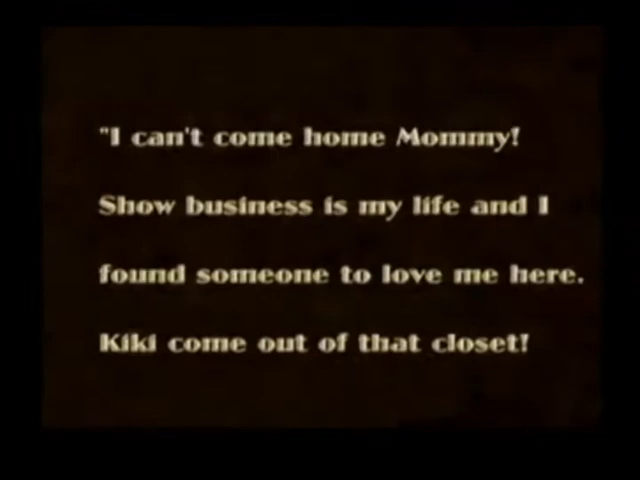 "I can't come home Mommy!
Show business is my life and I
found someone to love me here.
Kiki come out of that closet!